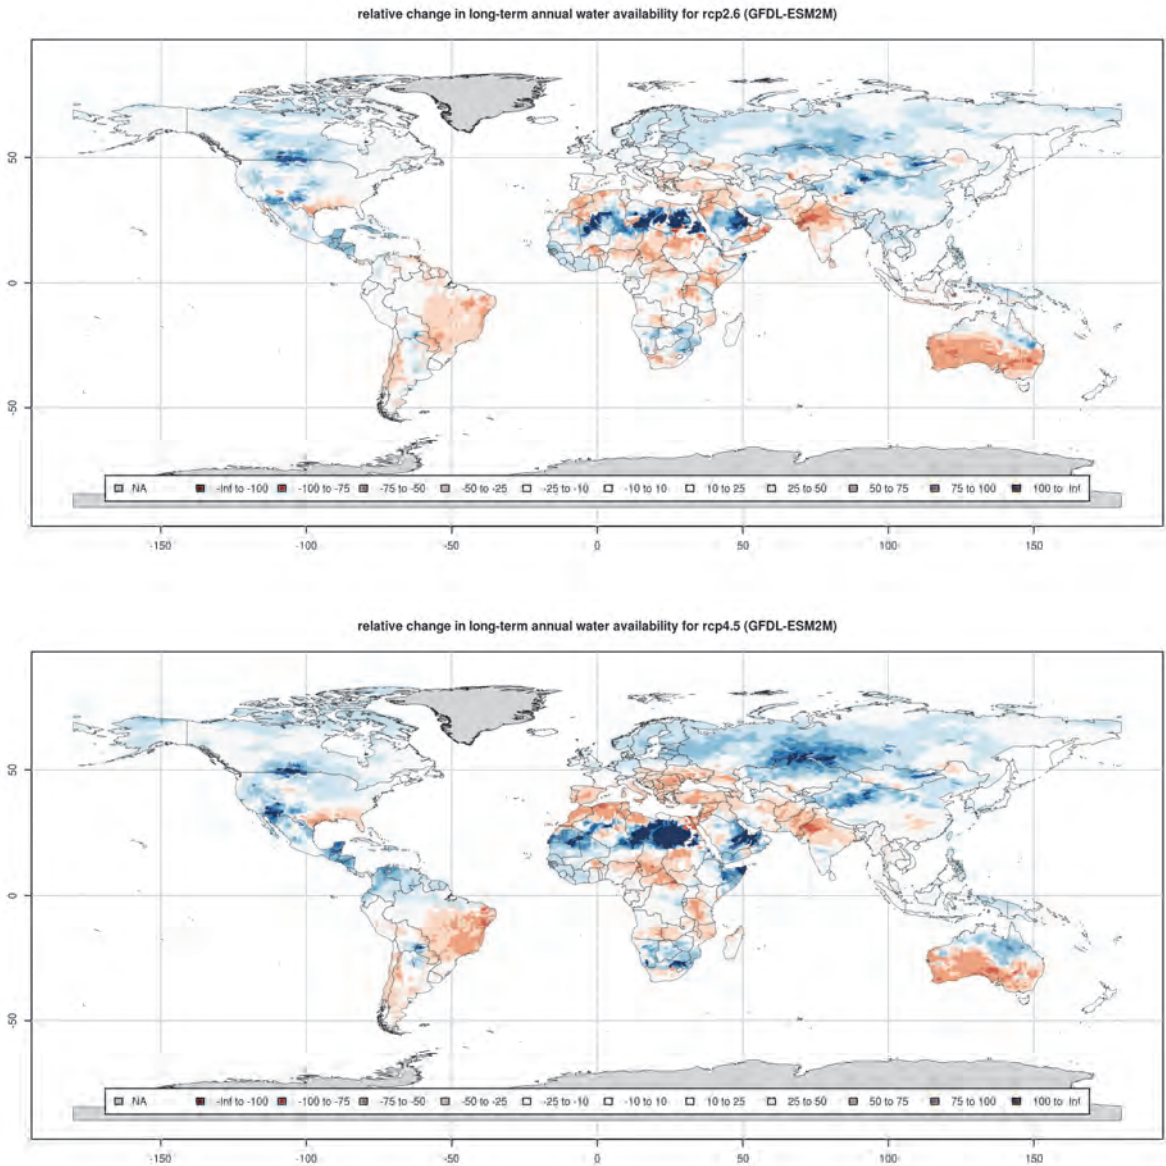 relative change in long-term annual water availability for rcp2.6 (GFDL-ESM2M)
50
0
-50
NA -Inf to -100 -100 to -75 -75 to -50 -50 to -25 -25 to -10 -10 to 10 10 to 25 25 to 50 50 to 75 75 to 100 100 to Inf
-150 -100 -50 0 50 100 150
relative change in long-term annual water availability for rcp4.5 (GFDL-ESM2M)
50
0
-50
NA -Inf to -100 -100 to -75 -75 to -50 -50 to -25 -25 to -10 -10 to 10 10 to 25 25 to 50 50 to 75 75 to 100 100 to Inf
-150 -100 -50 0 50 100 150